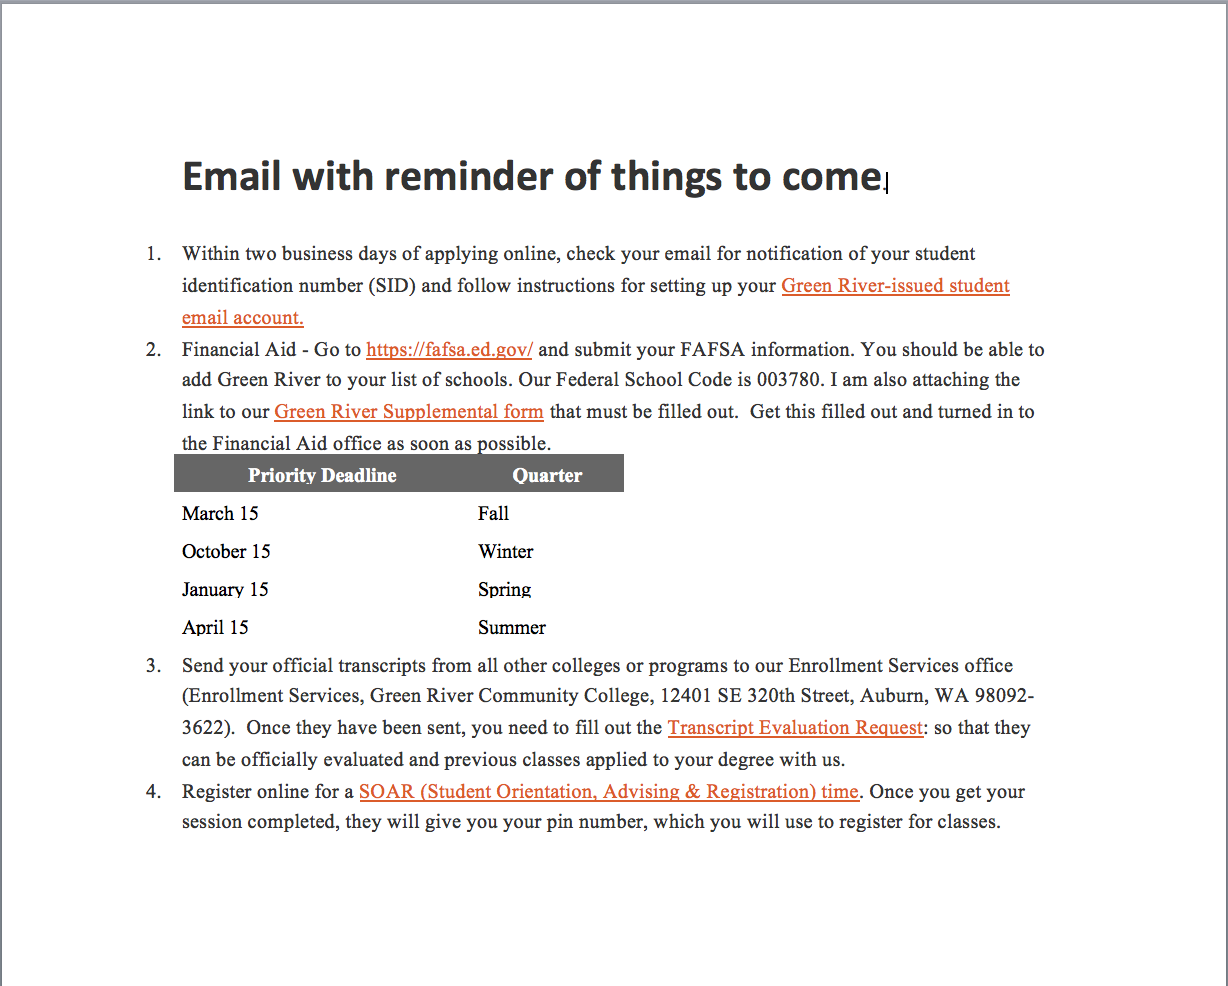 Email with reminder of things to come.
1. Within two business days of applying online, check your email for notification of your student
identification number (SID) and follow instructions for setting up your Green River-issued student
email account.
2. Financial Aid - Go to https://fafsa.ed.gov/ and submit your FAFSA information. You should be able to
add Green River to your list of schools. Our Federal School Code is 003780. I am also attaching the
link to our Green River Supplemental form that must be filled out.  Get this filled out and turned in to
the Financial Aid office as soon as possible.
Priority Deadline Quarter
March 15 Fall
October 15 Winter
January 15 Spring
April 15 Summer
3. Send your official transcripts from all other colleges or programs to our Enrollment Services office
(Enrollment Services, Green River Community College, 12401 SE 320th Street, Auburn, WA 98092-
3622).  Once they have been sent, you need to fill out the Transcript Evaluation Request: so that they
can be officially evaluated and previous classes applied to your degree with us.
4. Register online for a SOAR (Student Orientation, Advising & Registration) time. Once you get your
session completed, they will give you your pin number, which you will use to register for classes.